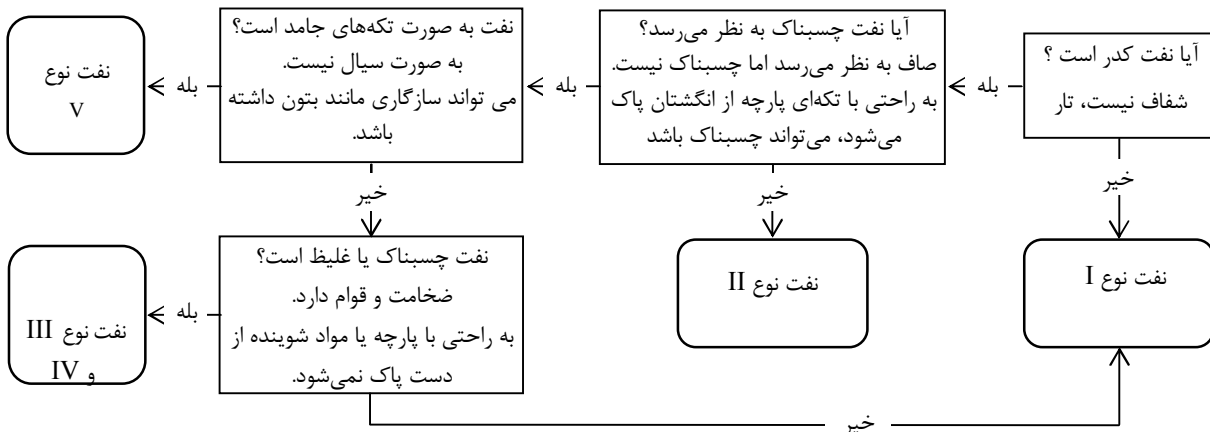 آیا نفت کدر است ؟
شفاف نیست، تار
بله
خیر
آیا نفت چسبناک به نظر می‌رسد؟
صاف به نظر می‌رسد اما چسبناک نیست.
به راحتی با تکه‌ای پارچه از انگشتان پاک
می‌شود، می‌تواند چسبناک باشد
بله
خیر
نفت به صورت تکه‌های جامد است؟
به صورت سیال نیست.
می تواند سازگاری مانند بتون داشته
باشد.
بله
خیر
نفت نوع
V
نفت نوع I
نفت نوع II
نفت چسبناک یا غلیظ است؟
ضخامت و قوام دارد.
به راحتی با پارچه یا مواد شوینده از
دست پاک نمی‌شود.
بله
نفت نوع III
و IV
خیر